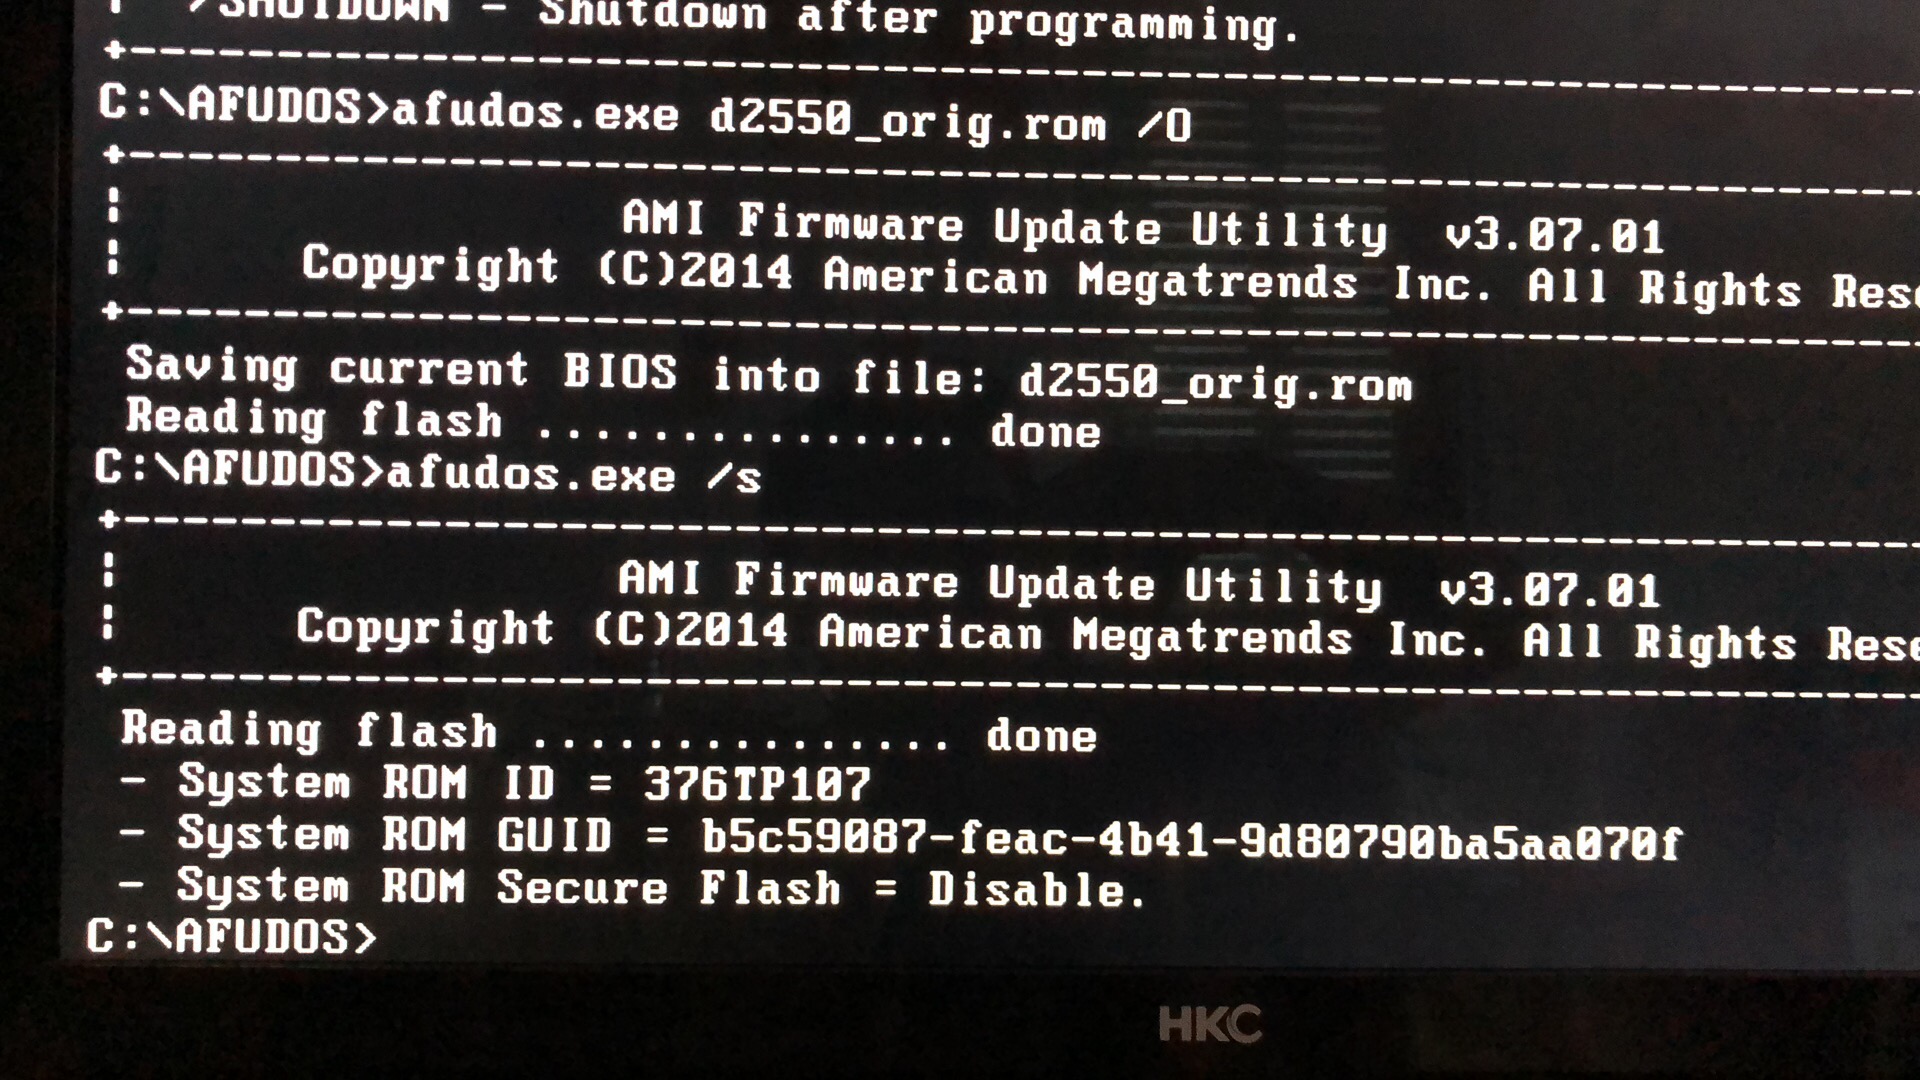 /SHUTDOWN - Shutdown after programming.
+------------------------------------------------------------
C:\AFUDOS>afudos.exe d2550_orig.rom /O
+------------------------------------------------------------
¦ AMI Firmware Update Utility v3.07.01
¦ Copyright (C)2014 American Megatrends Inc. All Rights Rese
+------------------------------------------------------------
Saving current BIOS into file: d2550_orig.rom
Reading flash ............... done
C:\AFUDOS>afudos.exe /s
+------------------------------------------------------------
¦ AMI Firmware Update Utility v3.07.01
¦ Copyright (C)2014 American Megatrends Inc. All Rights Rese
+------------------------------------------------------------
Reading flash ............... done
- System ROM ID = 376TP107
- System ROM GUID = b5c59087-feac-4b41-9d80790ba5aa070f
- System ROM Secure Flash = Disable.
C:\AFUDOS>
HKC